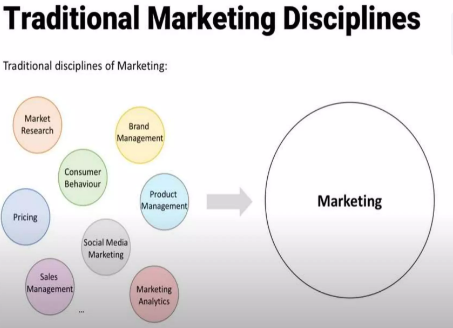 Traditional Marketing Disciplines
Traditional disciplines of Marketing:
Market
Research
Brand
Management
Consumer
Behaviour
Product
Management
Pricing
Social Media
Marketing
Sales
Management
Marketing
Analytics
...
Marketing